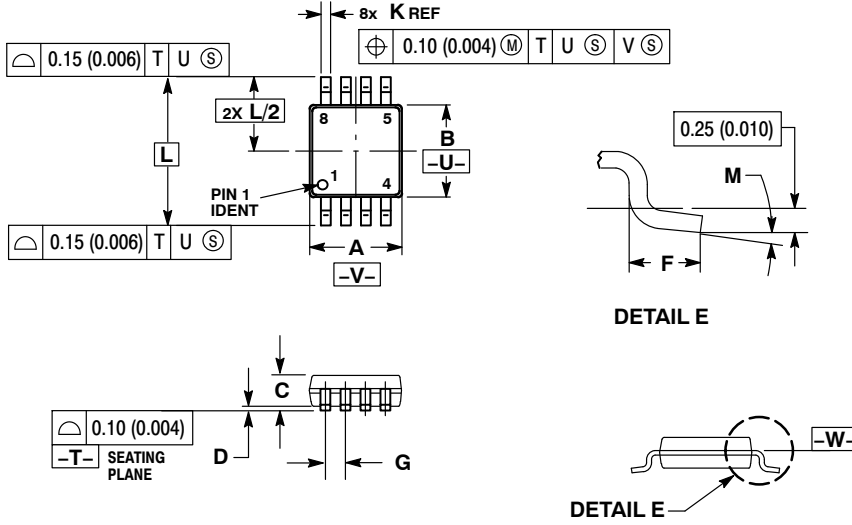 8x K REF
⌖ 0.10 (0.004) Ⓜ T U Ⓢ V Ⓢ
⌓ 0.15 (0.006) T U Ⓢ
2X L/2
8 5
B
-U-
L
1 4
PIN 1
IDENT
⌓ 0.15 (0.006) T U Ⓢ
A
-V-
0.25 (0.010)
M
F
DETAIL E
C
⌓ 0.10 (0.004)
-T- SEATING
PLANE
D
G
-W-
DETAIL E